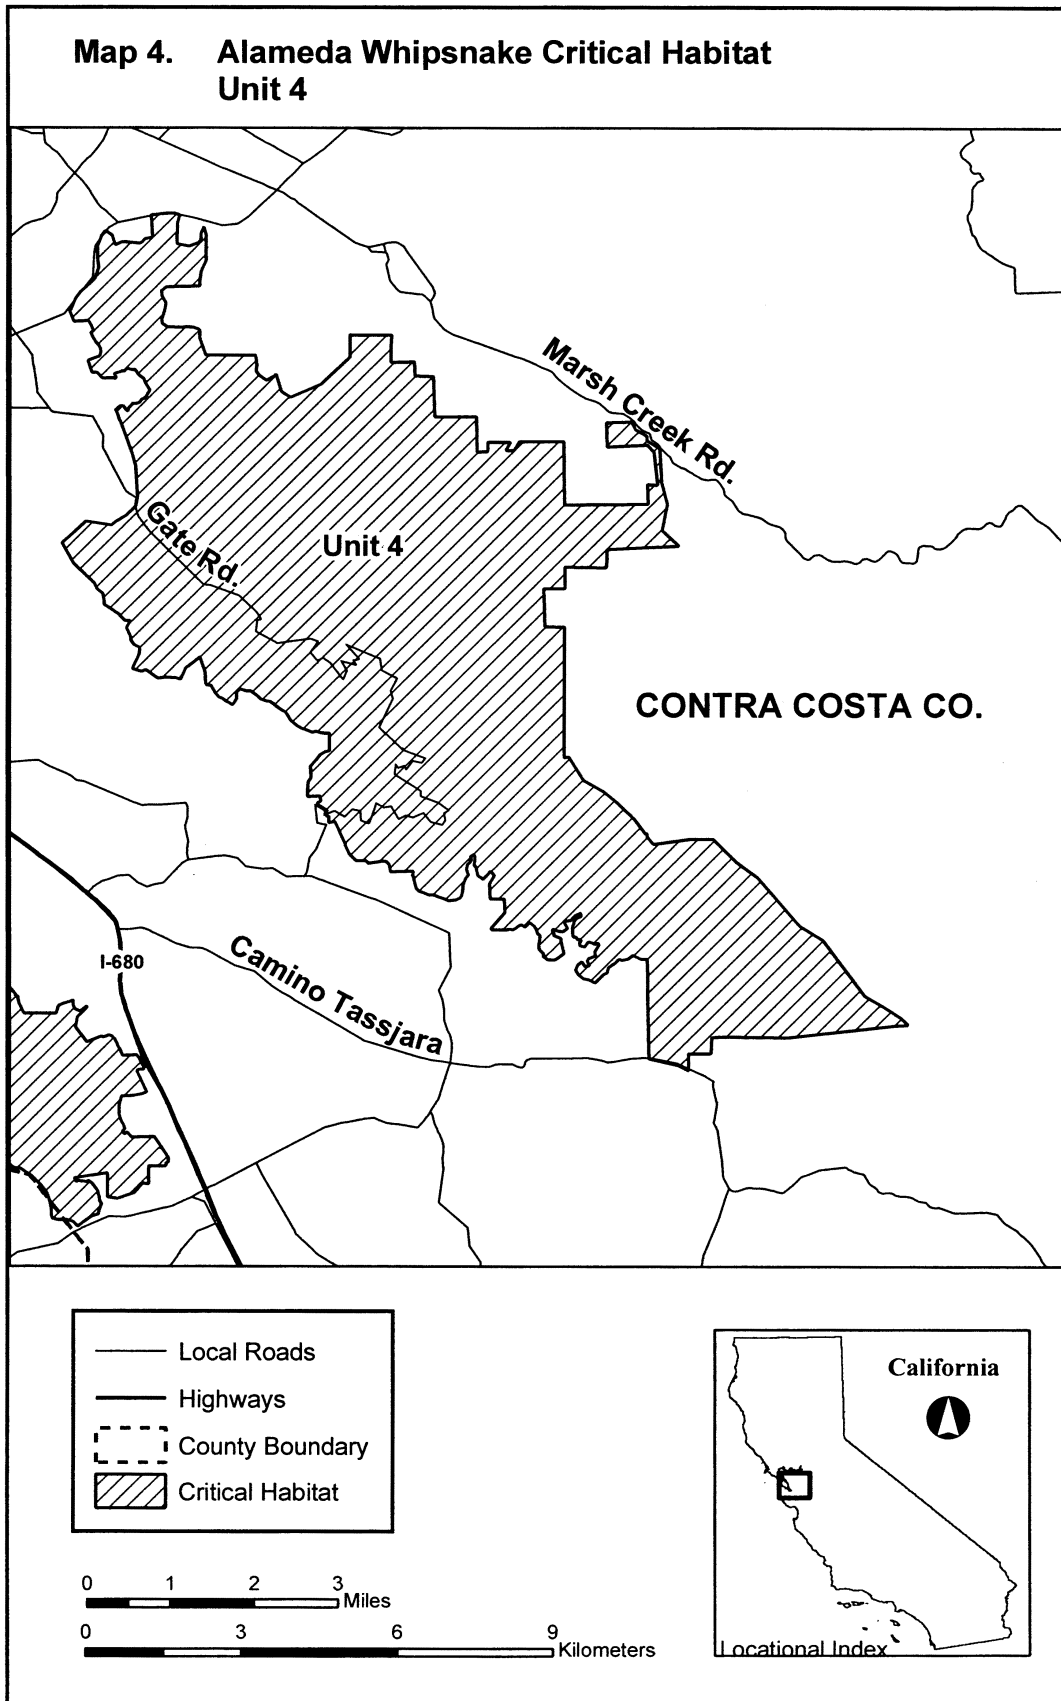 Map 4. Alameda Whipsnake Critical Habitat
Unit 4
Marsh Creek Rd.
Gate Rd.
Unit 4
CONTRA COSTA CO.
I-680
Camino Tassjara
Local Roads
Highways
County Boundary
Critical Habitat
California
0 1 2 3
Miles
0 3 6 9
Kilometers
Locational Index